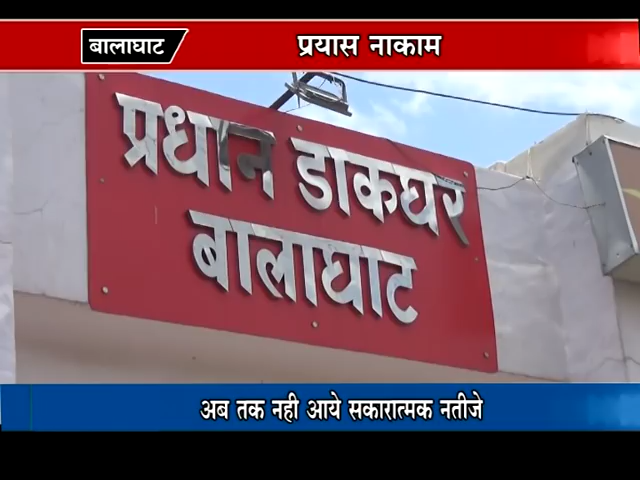 बालाघाट
प्रयास नाकाम
प्रधान डाकघर
बालाघाट
अब तक नही आये सकारात्मक नतीजे